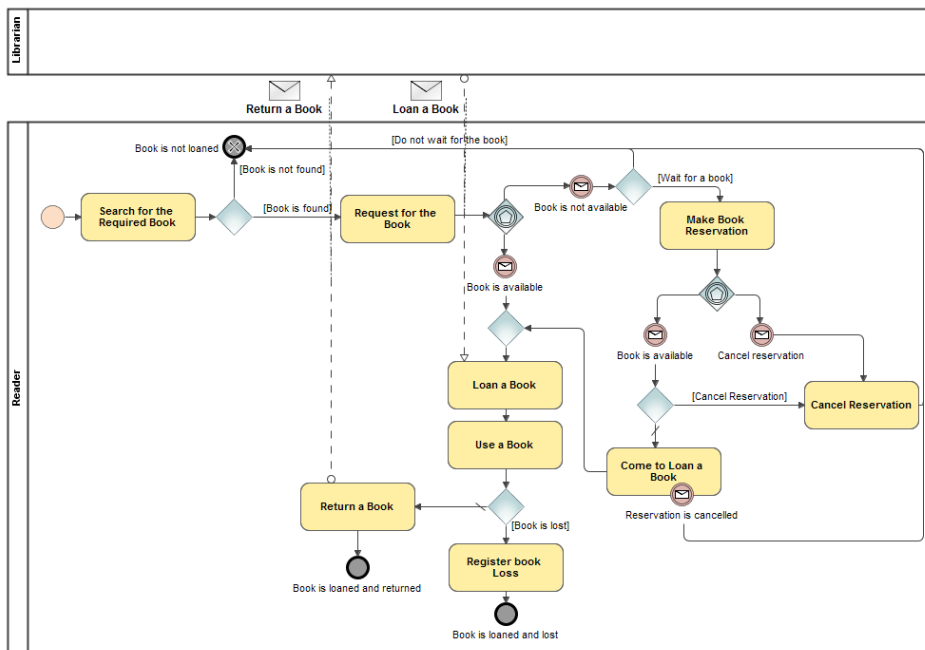 Librarian
Return a Book
Loan a Book
Reader
[Do not wait for the book]
Book is not loaned
[Book is not found]
[Wait for a book]
Search for the
Required Book
[Book is found]
Request for the
Book
Book is not available
Make Book
Reservation
Book is available
Book is available
Cancel reservation
Loan a Book
[Cancel Reservation]
Cancel Reservation
Use a Book
Come to Loan a
Book
Return a Book
Reservation is cancelled
[Book is lost]
Register book
Loss
Book is loaned and returned
Book is loaned and lost